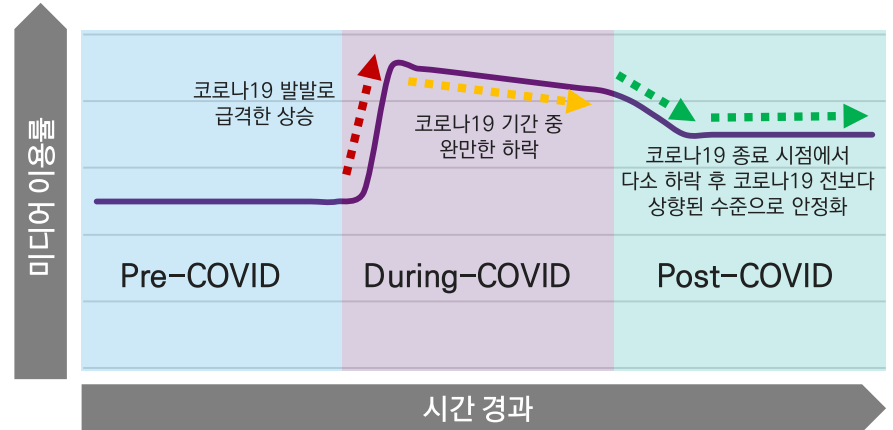 미디어 이용률
코로나19 발발로
급격한 상승
코로나19 기간 중
완만한 하락
코로나19 종료 시점에서
다소 하락 후 코로나19 전보다
상향된 수준으로 안정화
Pre-COVID
During-COVID
Post-COVID
시간 경과